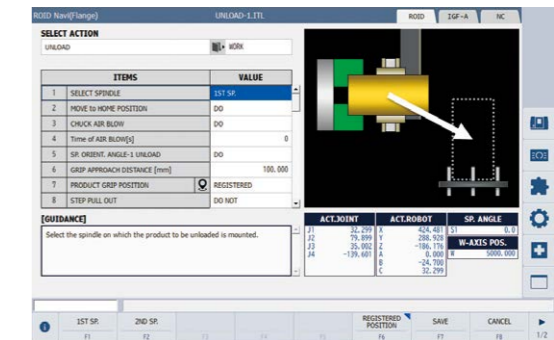 ROID Navi(Flange)
UNLOAD-1.ITL
ROID
IGF-A
NC
SELECT ACTION
UNLOAD
WORK
ITEMS VALUE
1 SELECT SPINDLE 1ST SP.
2 MOVE to HOME POSITION DO
3 CHUCK AIR BLOW DO
4 Time of AIR BLOW[s] 0
5 SP. ORIENT. ANGLE-1 UNLOAD DO
6 GRIP APPROACH DISTANCE [mm] 100.000
7 PRODUCT GRIP POSITION REGISTERED
8 STEP PULL OUT DO NOT
[GUIDANCE]
Select the spindle on which the product to be unloaded is mounted.
ACT.JOINT ACT.ROBOT SP. ANGLE
J1 32.299 X 424.481 S1 0.0
J2 79.899 Y 288.928
J3 35.002 Z -186.176 W-AXIS POS.
J4 -139.601 A 0.000 W 5000.000
B -24.700
C 32.299
1ST SP. 2ND SP. REGISTERED POSITION SAVE CANCEL
F1 F2 F3 F4 F5 F6 F7 F8 1/2